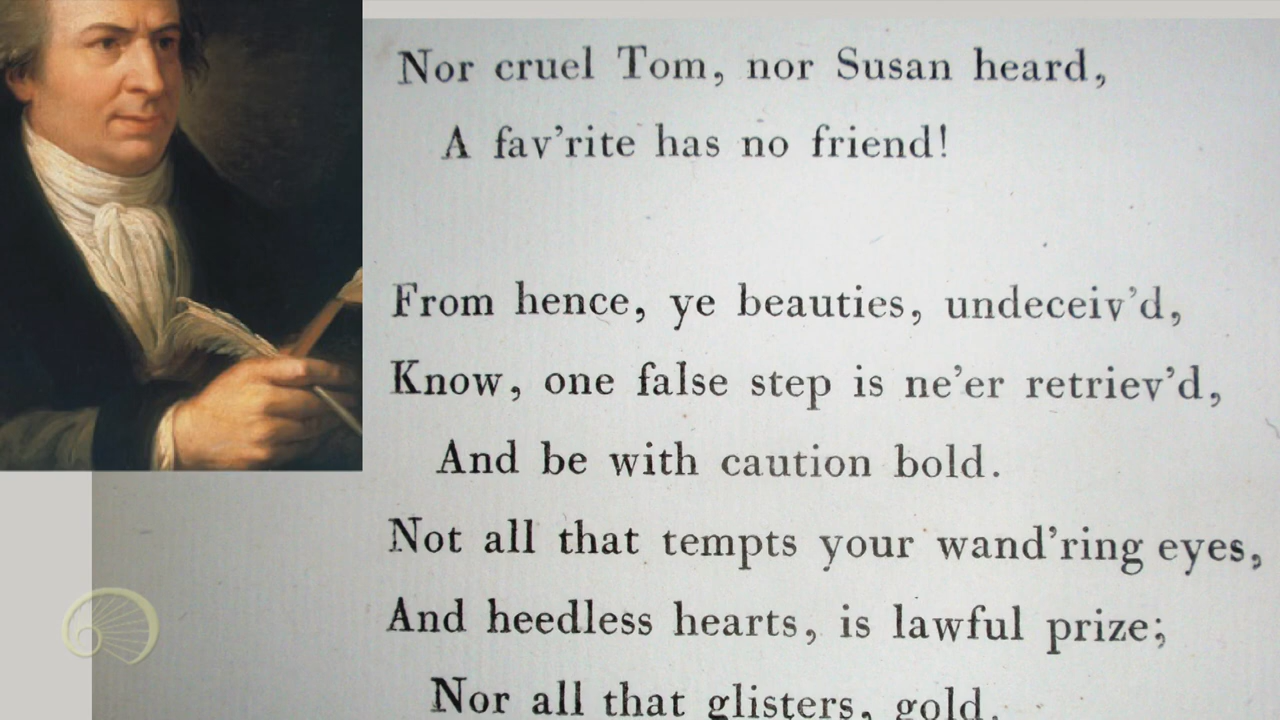 Nor cruel Tom, nor Susan heard,
A fav'rite has no friend!
From hence, ye beauties, undeceiv'd,
Know, one false step is ne'er retriev'd,
And be with caution bold.
Not all that tempts your wand'ring eyes,
And heedless hearts, is lawful prize;
Nor all that glisters, gold.